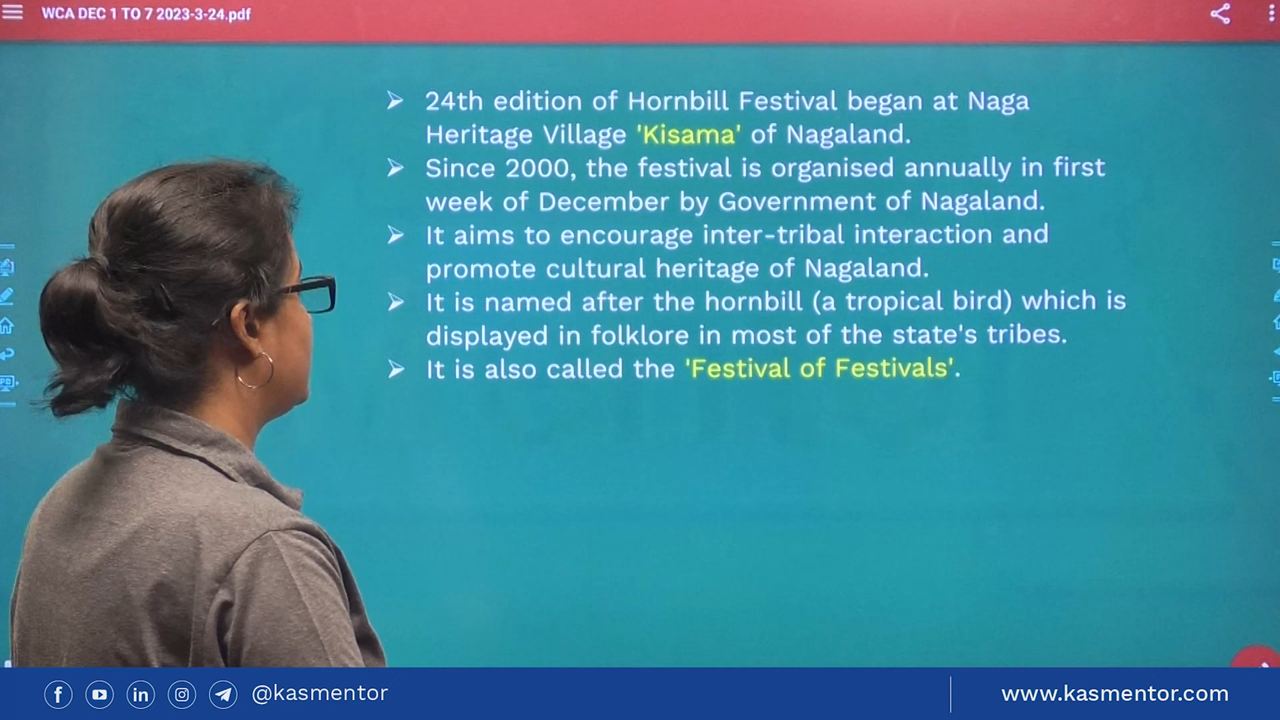 WCA DEC 1 TO 7 2023-3-24.pdf
➢ 24th edition of Hornbill Festival began at Naga
Heritage Village 'Kisama' of Nagaland.
➢ Since 2000, the festival is organised annually in first
week of December by Government of Nagaland.
➢ It aims to encourage inter-tribal interaction and
promote cultural heritage of Nagaland.
➢ It is named after the hornbill (a tropical bird) which is
displayed in folklore in most of the state's tribes.
➢ It is also called the 'Festival of Festivals'.
@kasmentor
www.kasmentor.com